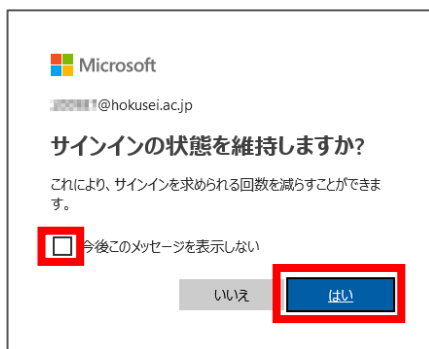 Microsoft
@hokusei.ac.jp
サインインの状態を維持しますか?
これにより、サインインを求められる回数を減らすことができま
す。
今後このメッセージを表示しない
いいえ
はい